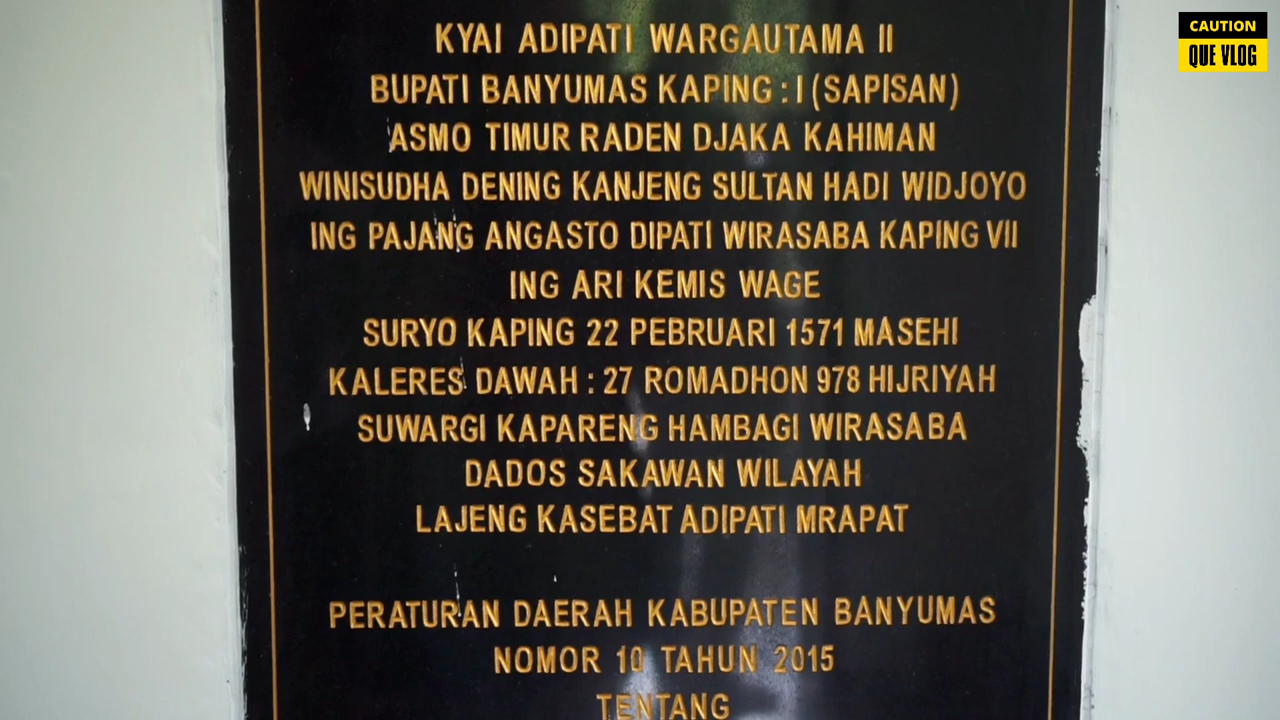 CAUTION
QUE VLOG
KYAI ADIPATI WARGAUTAMA II
BUPATI BANYUMAS KAPING : I (SAPISAN)
ASMO TIMUR RADEN DJAKA KAHIMAN
WINISUDHA DENING KANJENG SULTAN HADI WIDJOYO
ING PAJANG ANGASTO DIPATI WIRASABA KAPING VII
ING ARI KEMIS WAGE
SURYO KAPING 22 PEBRUARI 1571 MASEHI
KALERES DAWAH : 27 ROMADHON 978 HIJRIYAH
SUWARGI KAPARENG HAMBAGI WIRASABA
DADOS SAKAWAN WILAYAH
LAJENG KASEBAT ADIPATI MRAPAT
PERATURAN DAERAH KABUPATEN BANYUMAS
NOMOR 10 TAHUN 2015
TENTANG